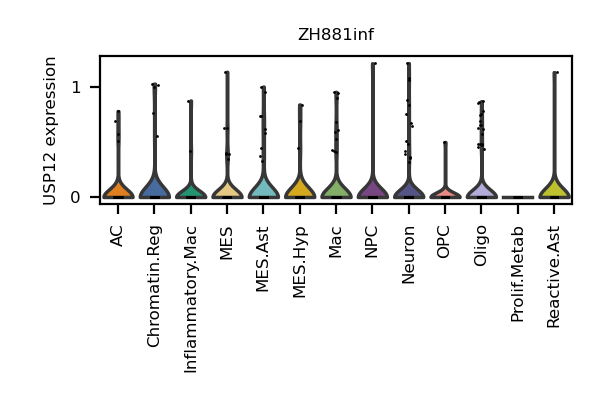 ZH881inf
USP12 expression
1
0
AC
Chromatin.Reg
Inflammatory.Mac
MES
MES.Ast
MES.Hyp
Mac
NPC
Neuron
OPC
Oligo
Prolif.Metab
Reactive.Ast